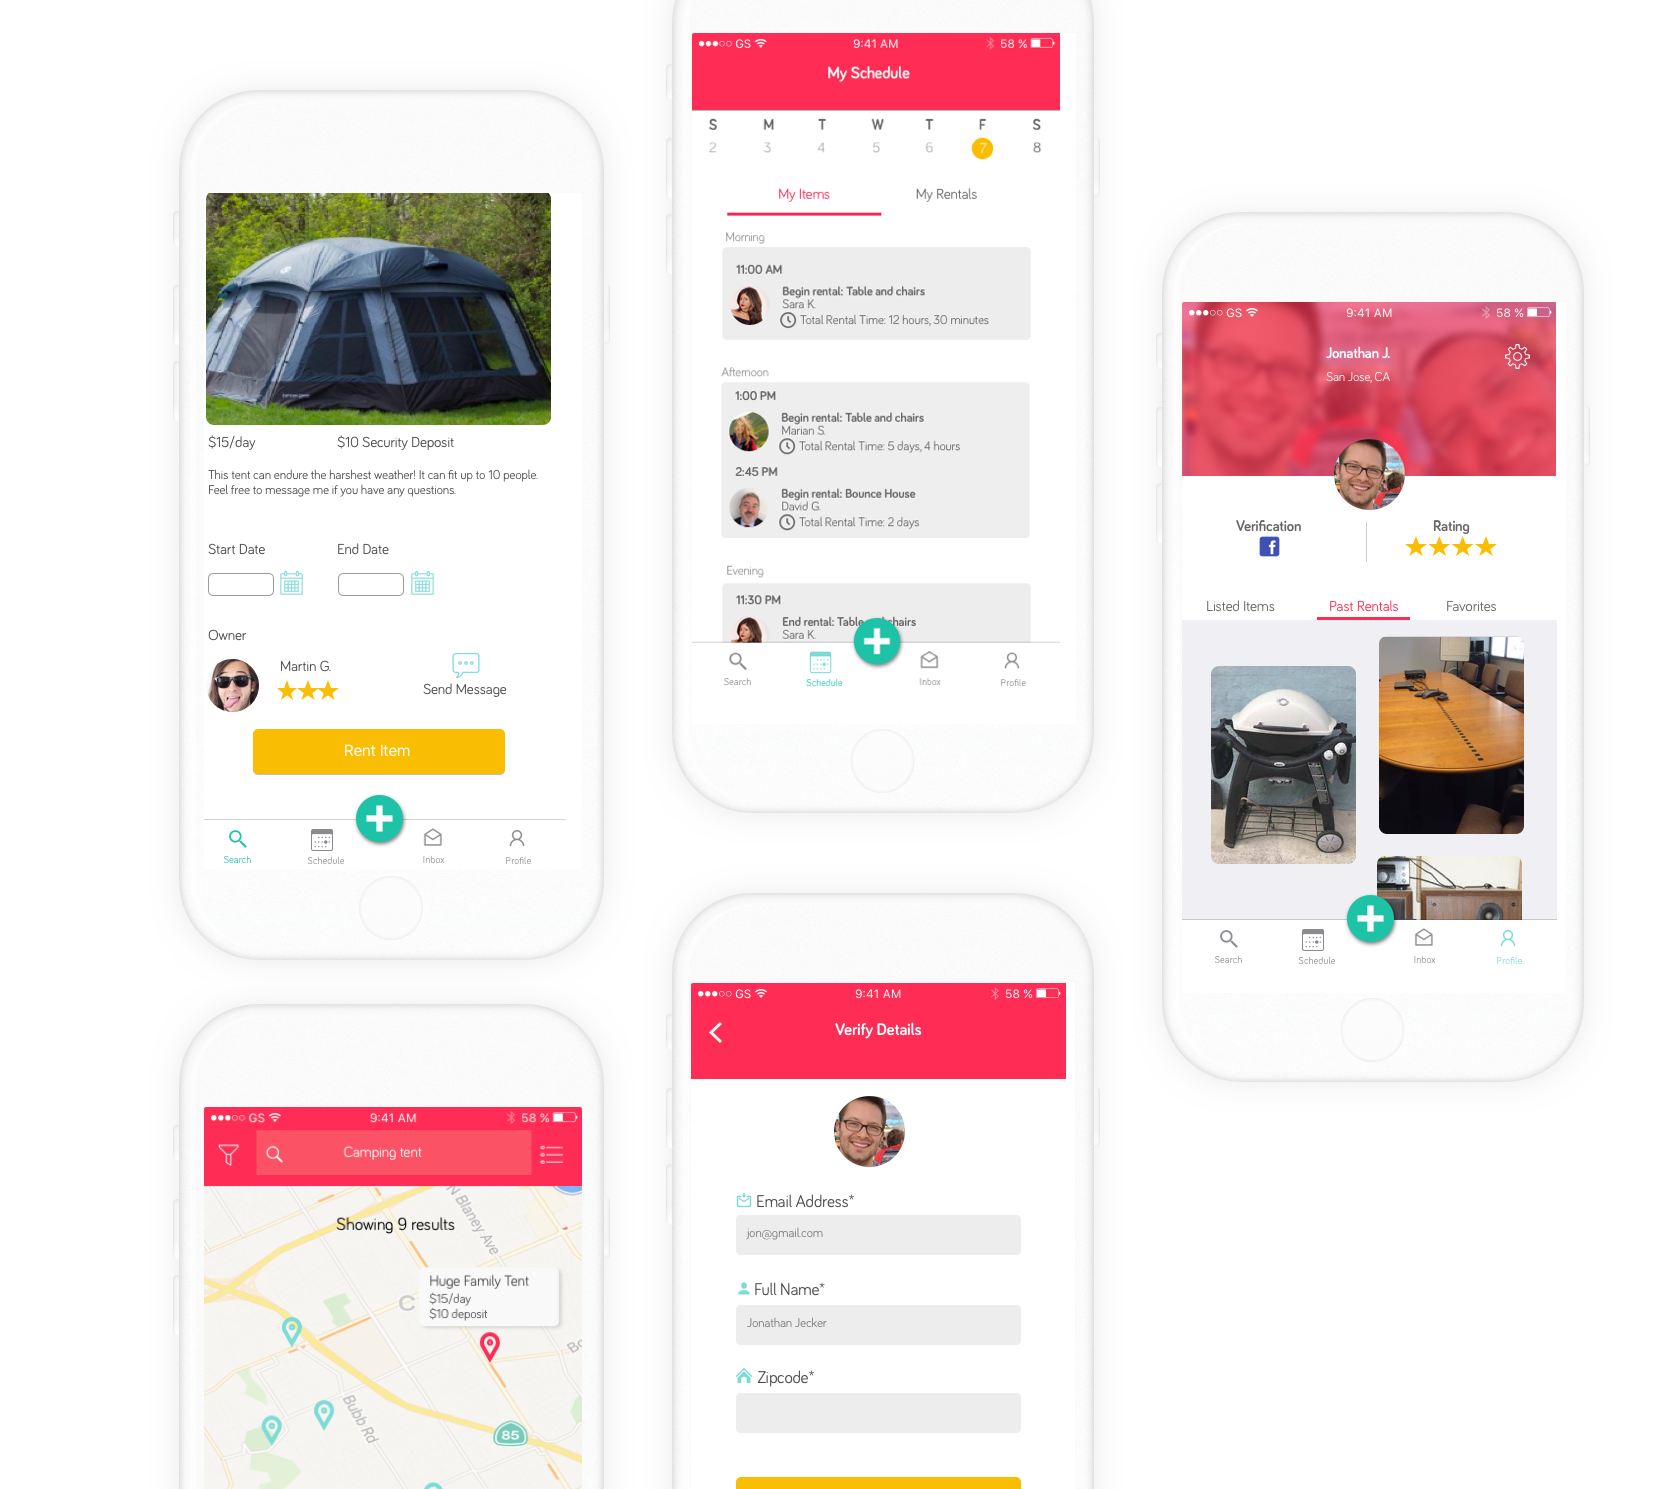 $15/day
$10 Security Deposit
This tent can endure the harshest weather! It can fit up to 10 people.
Feel free to message me if you have any questions.
Start Date
End Date
Owner
Martin G.
Send Message
Rent Item
Search
Schedule
Inbox
Profile
GS
9:41 AM
58 %
Camping tent
Showing 9 results
N Blaney Ave
Huge Family Tent
$15/day
$10 deposit
C
Bubb Rd
85
GS
9:41 AM
58 %
My Schedule
S M T W T F S
2 3 4 5 6 7 8
My Items
My Rentals
Morning
11:00 AM
Begin rental: Table and chairs
Sara K.
Total Rental Time: 12 hours, 30 minutes
Afternoon
1:00 PM
Begin rental: Table and chairs
Marian S.
Total Rental Time: 5 days, 4 hours
2:45 PM
Begin rental: Bounce House
David G.
Total Rental Time: 2 days
Evening
11:30 PM
End rental: Table chairs
Sara K.
Search
Schedule
Inbox
Profile
GS
9:41 AM
58 %
Verify Details
Email Address*
jon@gmail.com
Full Name*
Jonathan Jecker
Zipcode*
GS
9:41 AM
58 %
Jonathan J.
San Jose, CA
Verification
Rating
f
Listed Items
Past Rentals
Favorites
Search
Schedule
Inbox
Profile